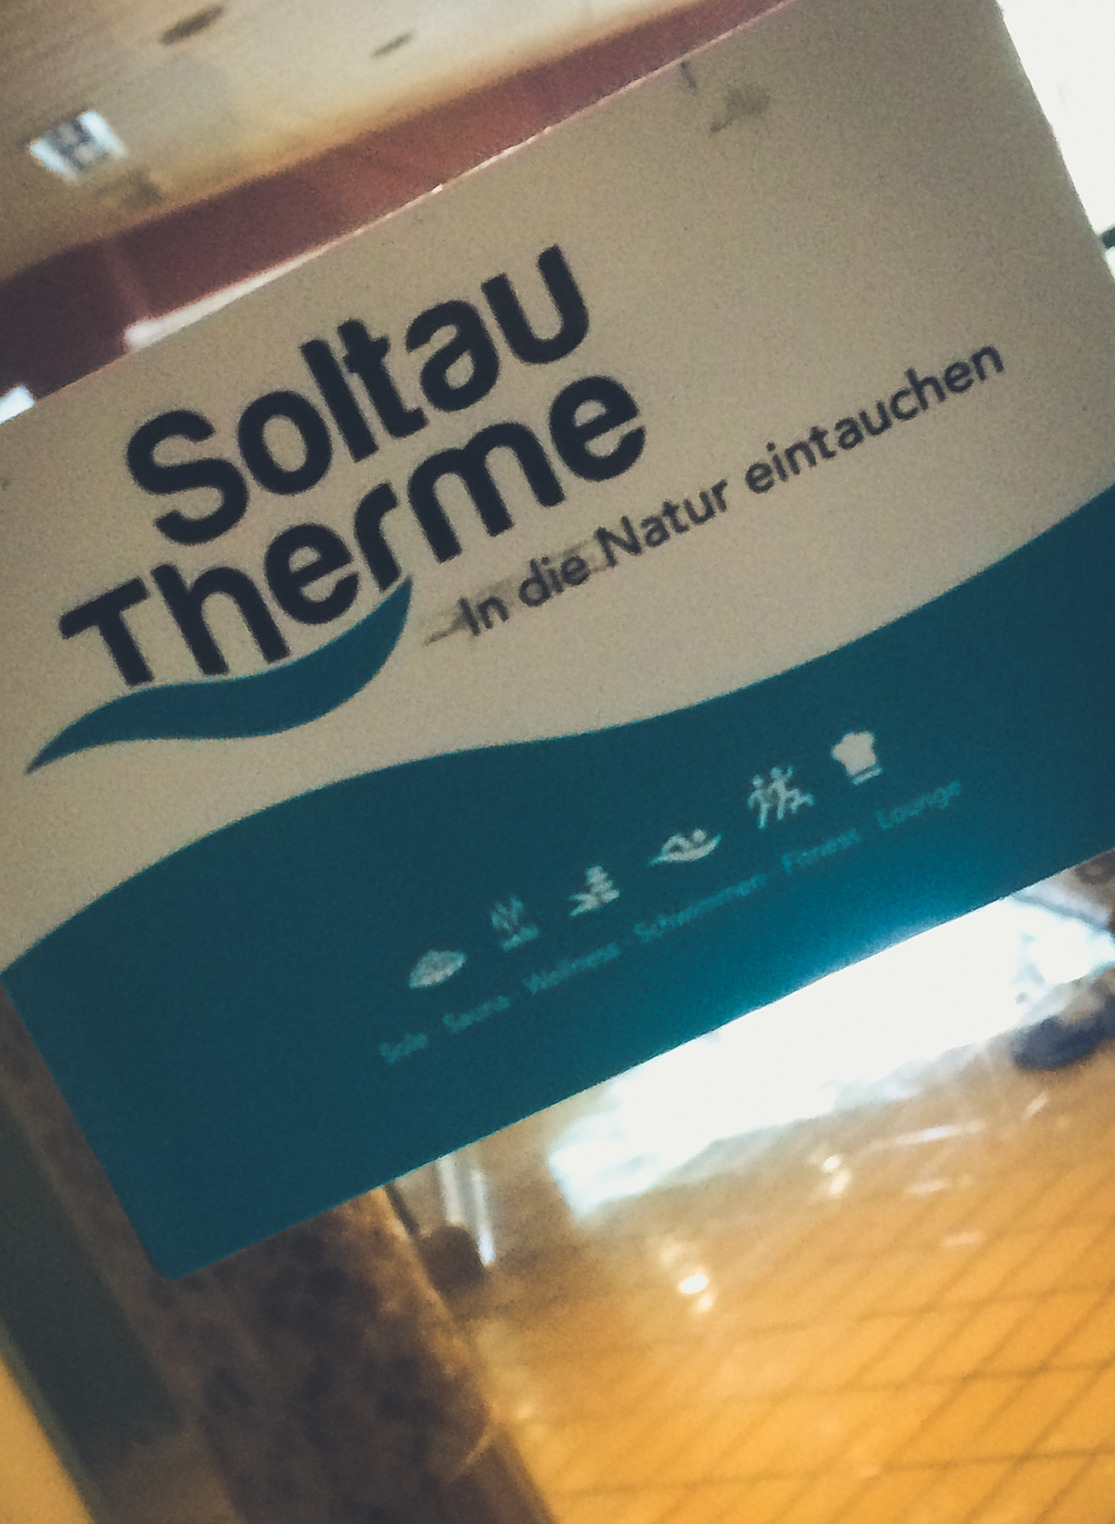 Soltau
Therme
In die Natur eintauchen
Sole · Sauna · Wellness · Schwimmen · Fitness · Lounge